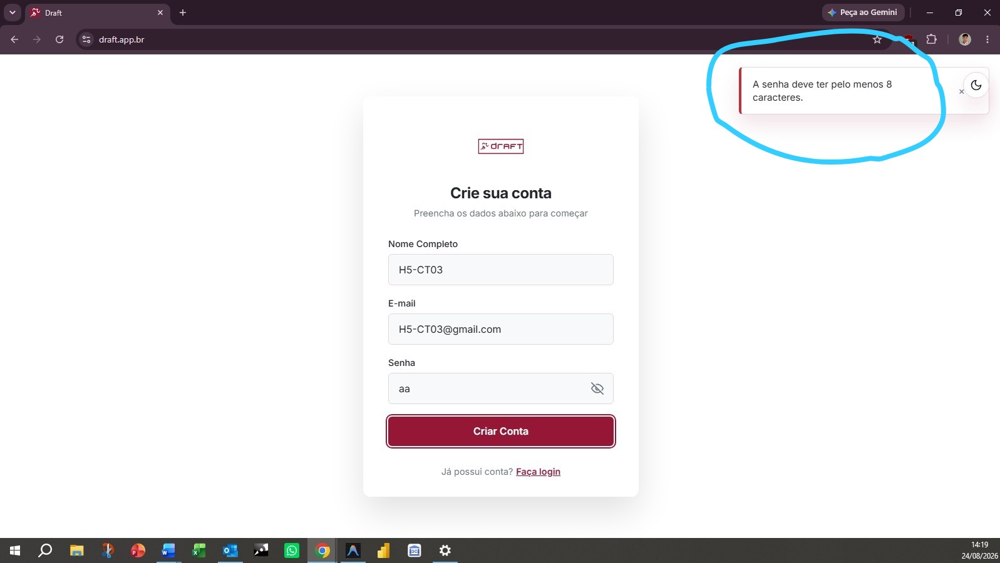 Draft
Peça ao Gemini
draft.app.br
A senha deve ter pelo menos 8
caracteres.
DRAFT
Crie sua conta
Preencha os dados abaixo para começar
Nome Completo
H5-CT03
E-mail
H5-CT03@gmail.com
Senha
aa
Criar Conta
Já possui conta? Faça login
14:19
24/08/2026